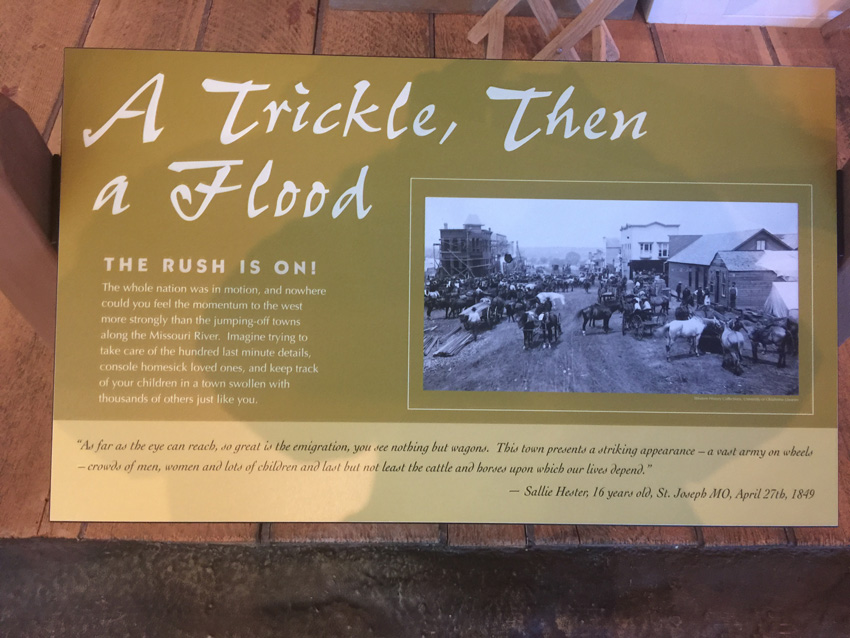 A Trickle, Then
a Flood
THE RUSH IS ON!
The whole nation was in motion, and nowhere
could you feel the momentum to the west
more strongly than the jumping-off towns
along the Missouri River. Imagine trying to
take care of the hundred last minute details,
console homesick loved ones, and keep track
of your children in a town swollen with
thousands of others just like you.
“As far as the eye can reach, so great is the emigration, you see nothing but wagons. This town presents a striking appearance – a vast army on wheels
– crowds of men, women and lots of children and last but not least the cattle and horses upon which our lives depend.”
— Sallie Hester, 16 years old, St. Joseph MO, April 27th, 1849